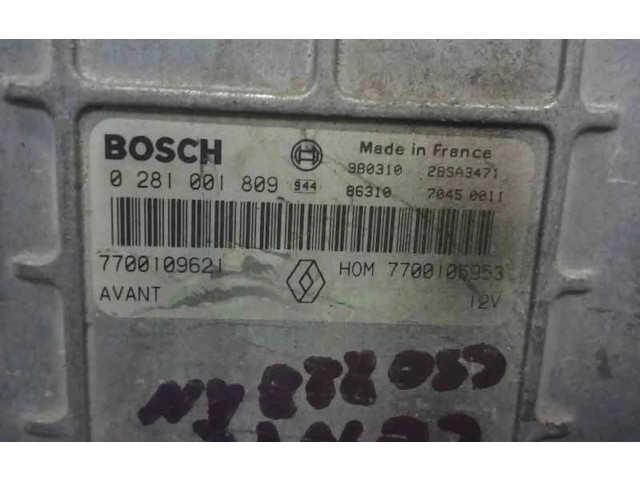 BOSCH Made in France
980310 28SA3471
0 281 001 809 944 86310 7045 0011
7700109621 HOM 7700106953
AVANT 12V